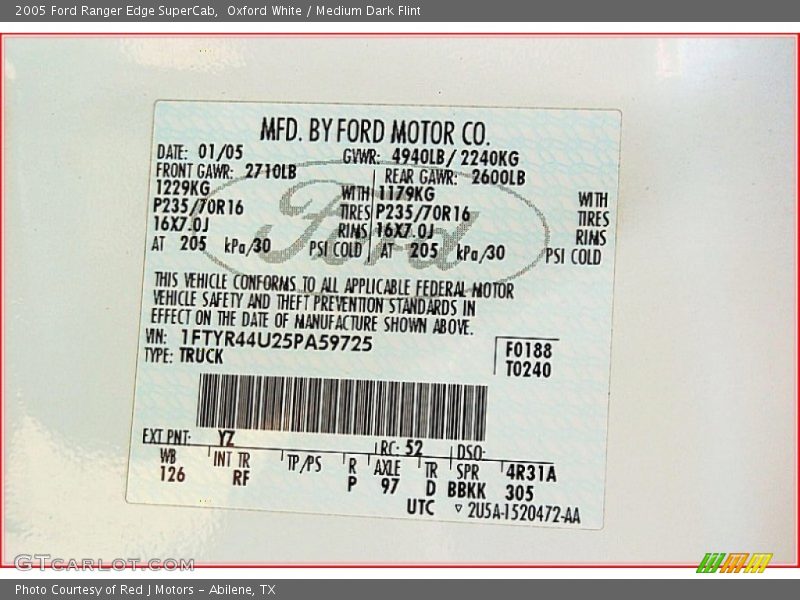 2005 Ford Ranger Edge SuperCab,  Oxford White / Medium Dark Flint
MFD. BY FORD MOTOR CO.
DATE: 01/05 GVWR: 4940LB/ 2240KG
FRONT GAWR: 2710LB REAR GAWR: 2600LB
1229KG WITH 1179KG WITH
P235/70R16 TIRES P235/70R16 TIRES
16X7.0J RIMS 16X7.0J RIMS
AT 205 kPa/30 PSI COLD AT 205 kPa/30 PSI COLD
Ford
THIS VEHICLE CONFORMS TO ALL APPLICABLE FEDERAL MOTOR
VEHICLE SAFETY AND THEFT PREVENTION STANDARDS IN
EFFECT ON THE DATE OF MANUFACTURE SHOWN ABOVE.
VIN: 1FTYR44U25PA59725 F0188
TYPE: TRUCK T0240
EXT PNT: YZ RC: 52 DSO:
WB INT TR TP/PS R AXLE TR SPR 4R31A
126 RF P 97 D BBKK 305
UTC ▿ 2U5A-1520472-AA
GTCARLOT.COM
Photo Courtesy of Red J Motors – Abilene, TX